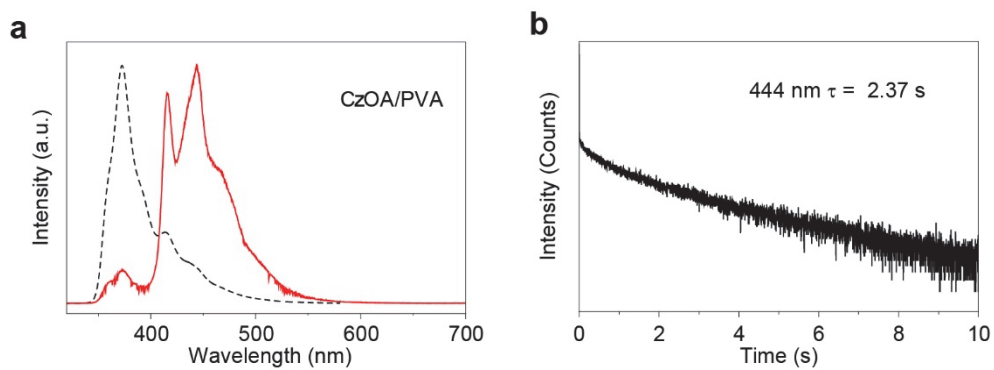 a
Intensity (a.u.)
CzOA/PVA
400 500 600 700
Wavelength (nm)
b
Intensity (Counts)
444 nm τ = 2.37 s
0 2 4 6 8 10
Time (s)